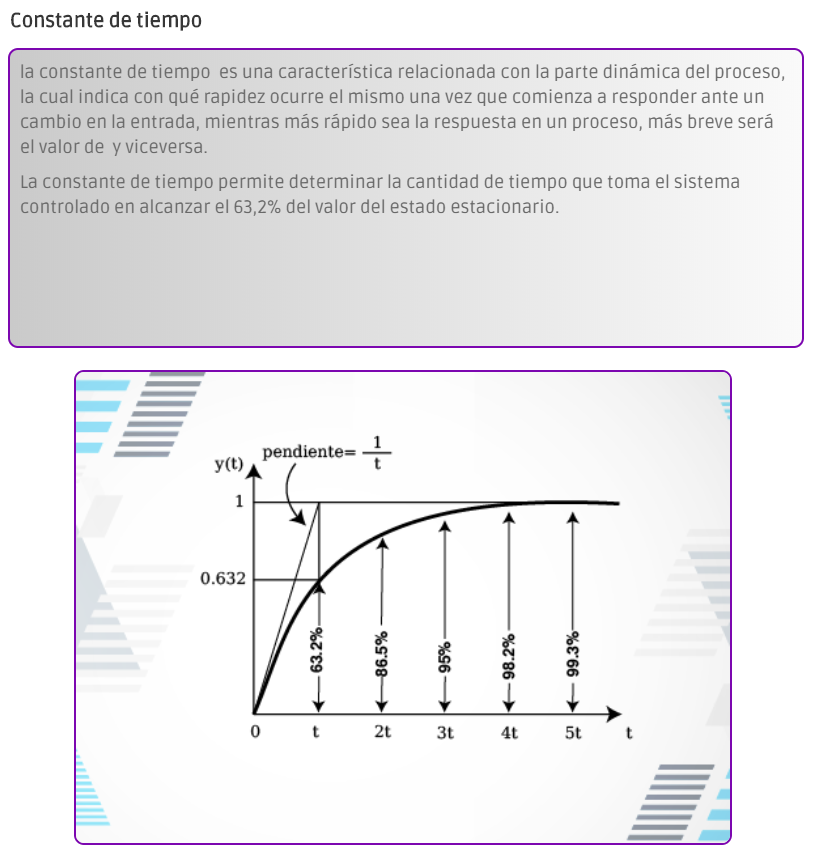 Constante de tiempo
la constante de tiempo  es una característica relacionada con la parte dinámica del proceso,
la cual indica con qué rapidez ocurre el mismo una vez que comienza a responder ante un
cambio en la entrada, mientras más rápido sea la respuesta en un proceso, más breve será
el valor de  y viceversa.
La constante de tiempo permite determinar la cantidad de tiempo que toma el sistema
controlado en alcanzar el 63,2% del valor del estado estacionario.
pendiente= 1/t
y(t)
1
0.632
63.2% 86.5% 95% 98.2% 99.3%
0 t 2t 3t 4t 5t t